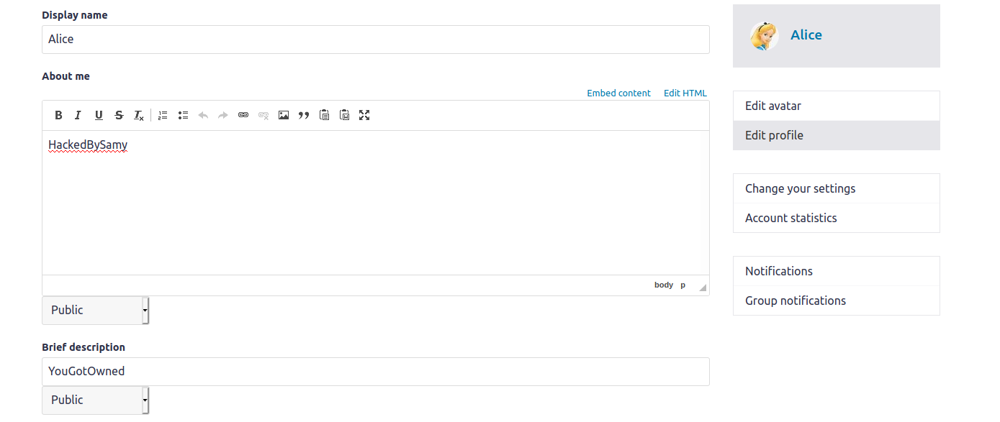 Display name
Alice
About me
Embed content Edit HTML
B I U S Tx
HackedBySamy
body p
Public
Brief description
YouGotOwned
Public
Alice
Edit avatar
Edit profile
Change your settings
Account statistics
Notifications
Group notifications